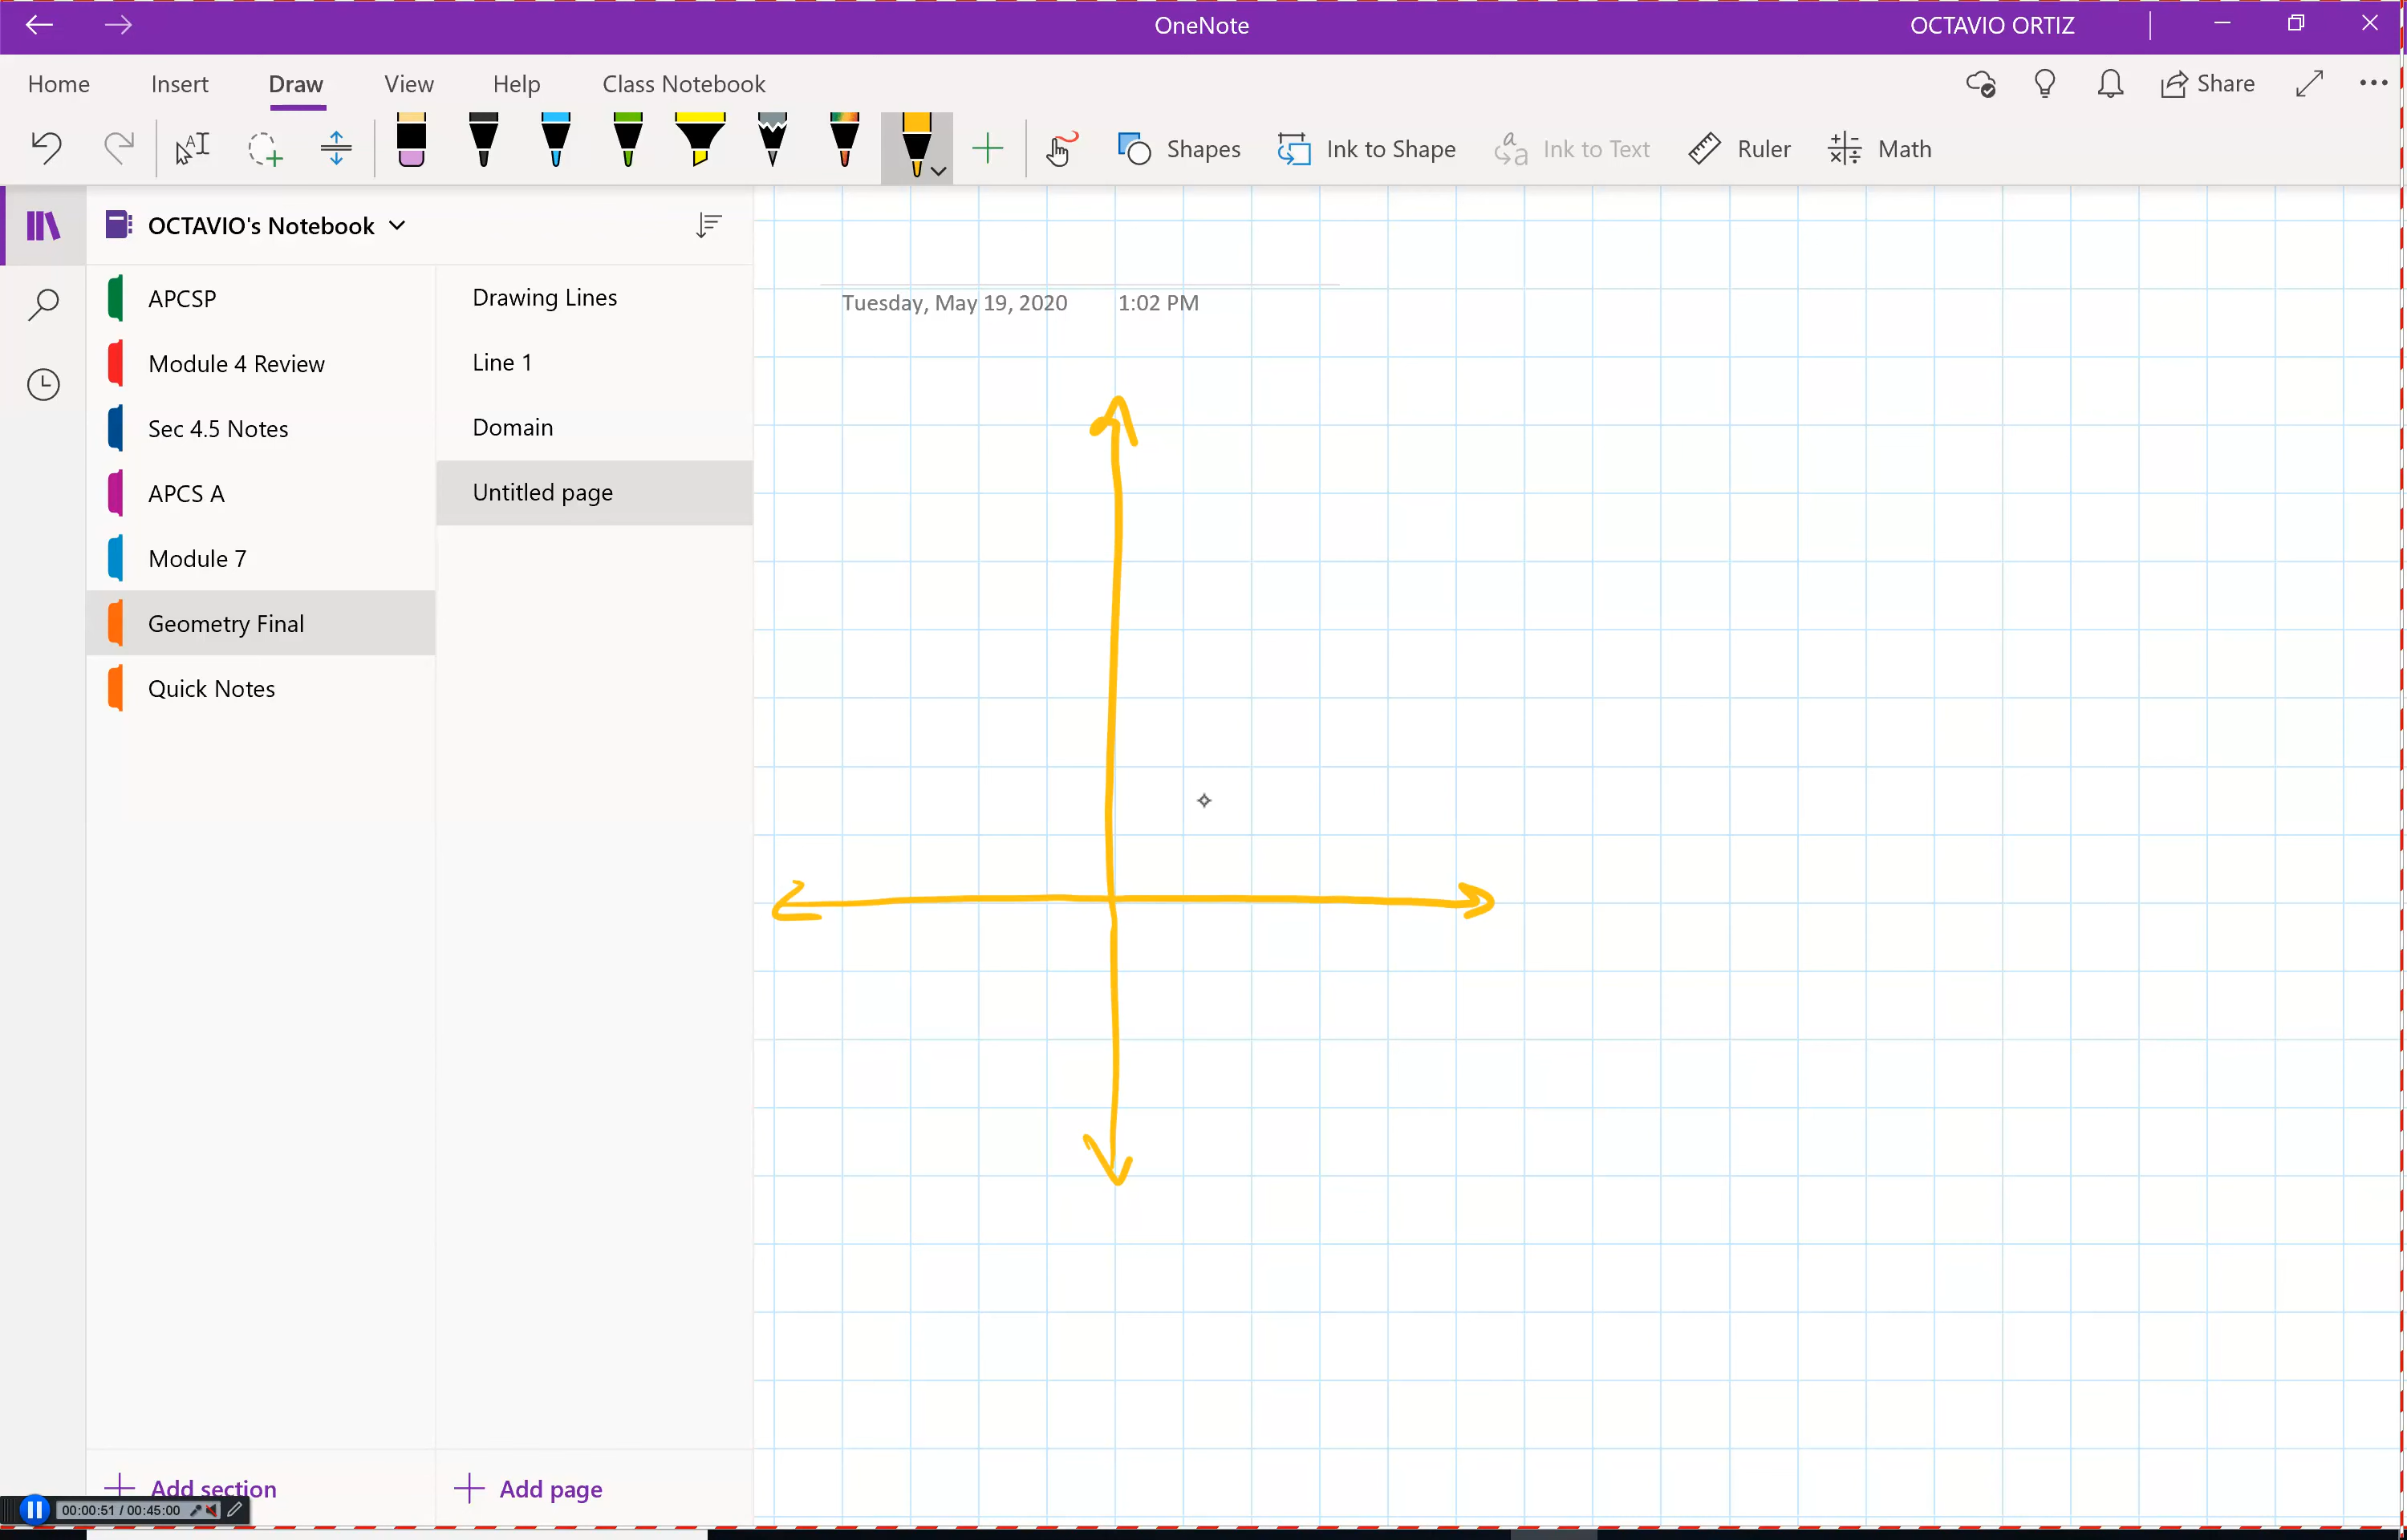 OneNote
OCTAVIO ORTIZ
Home Insert Draw View Help Class Notebook
Share
Shapes Ink to Shape Ink to Text Ruler Math
OCTAVIO's Notebook
APCSP
Module 4 Review
Sec 4.5 Notes
APCS A
Module 7
Geometry Final
Quick Notes
Drawing Lines
Line 1
Domain
Untitled page
Tuesday, May 19, 2020 1:02 PM
Add section
Add page
00:00:51 / 00:45:00